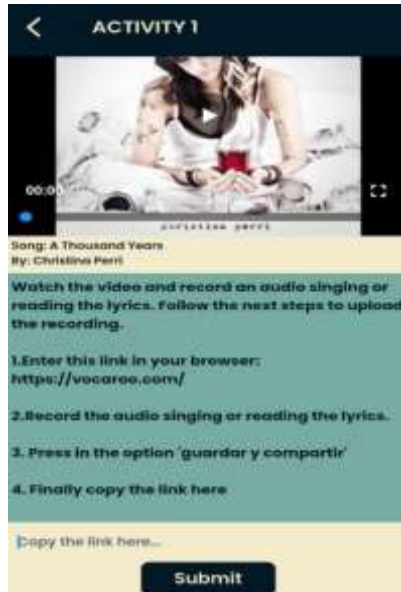 ACTIVITY 1
00:00
christina perri
Song: A Thousand Years
By: Christina Perri
Watch the video and record an audio singing or
reading the lyrics. Follow the next steps to upload
the recording.
1.Enter this link in your browser:
https://vocaroo.com/
2.Record the audio singing or reading the lyrics.
3. Press in the option 'guardar y compartir'
4. Finally copy the link here
Copy the link here...
Submit